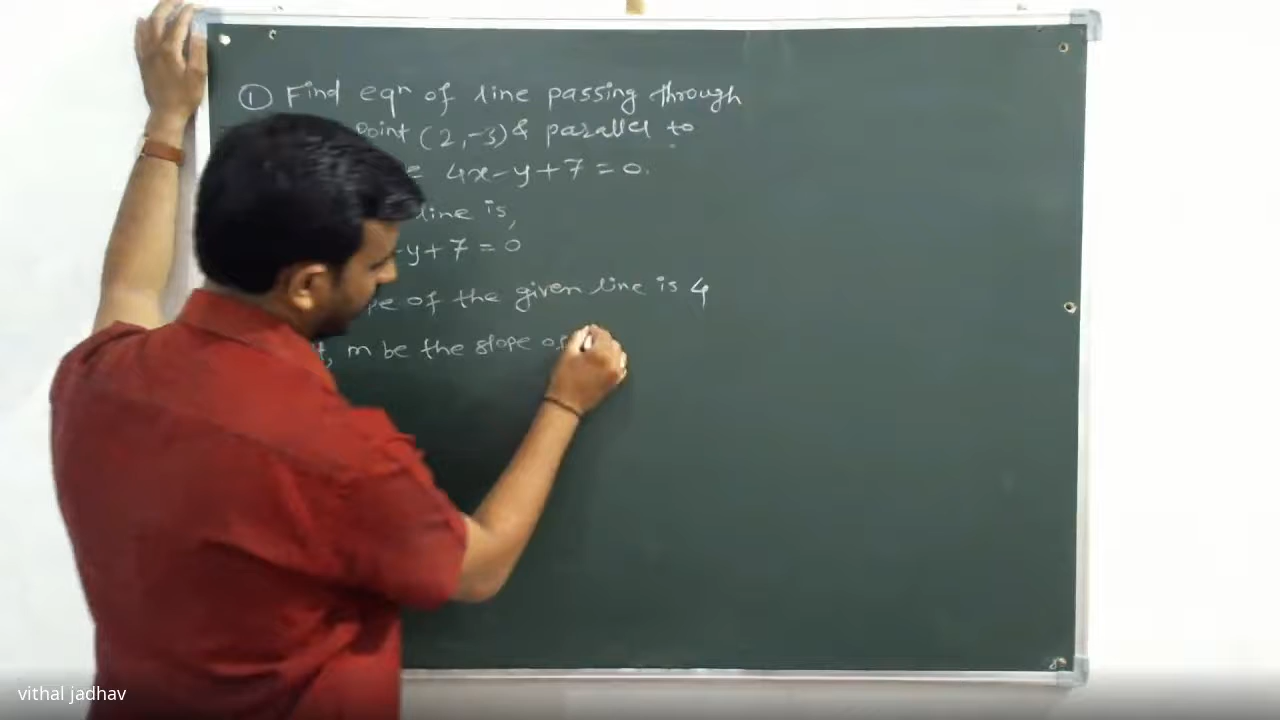 ① Find eqn of line passing through
point (2,-3) & parallel to
4x-y+7=0.
line is,
-y+7=0
of the given line is 4
m be the slope of
vithal jadhav